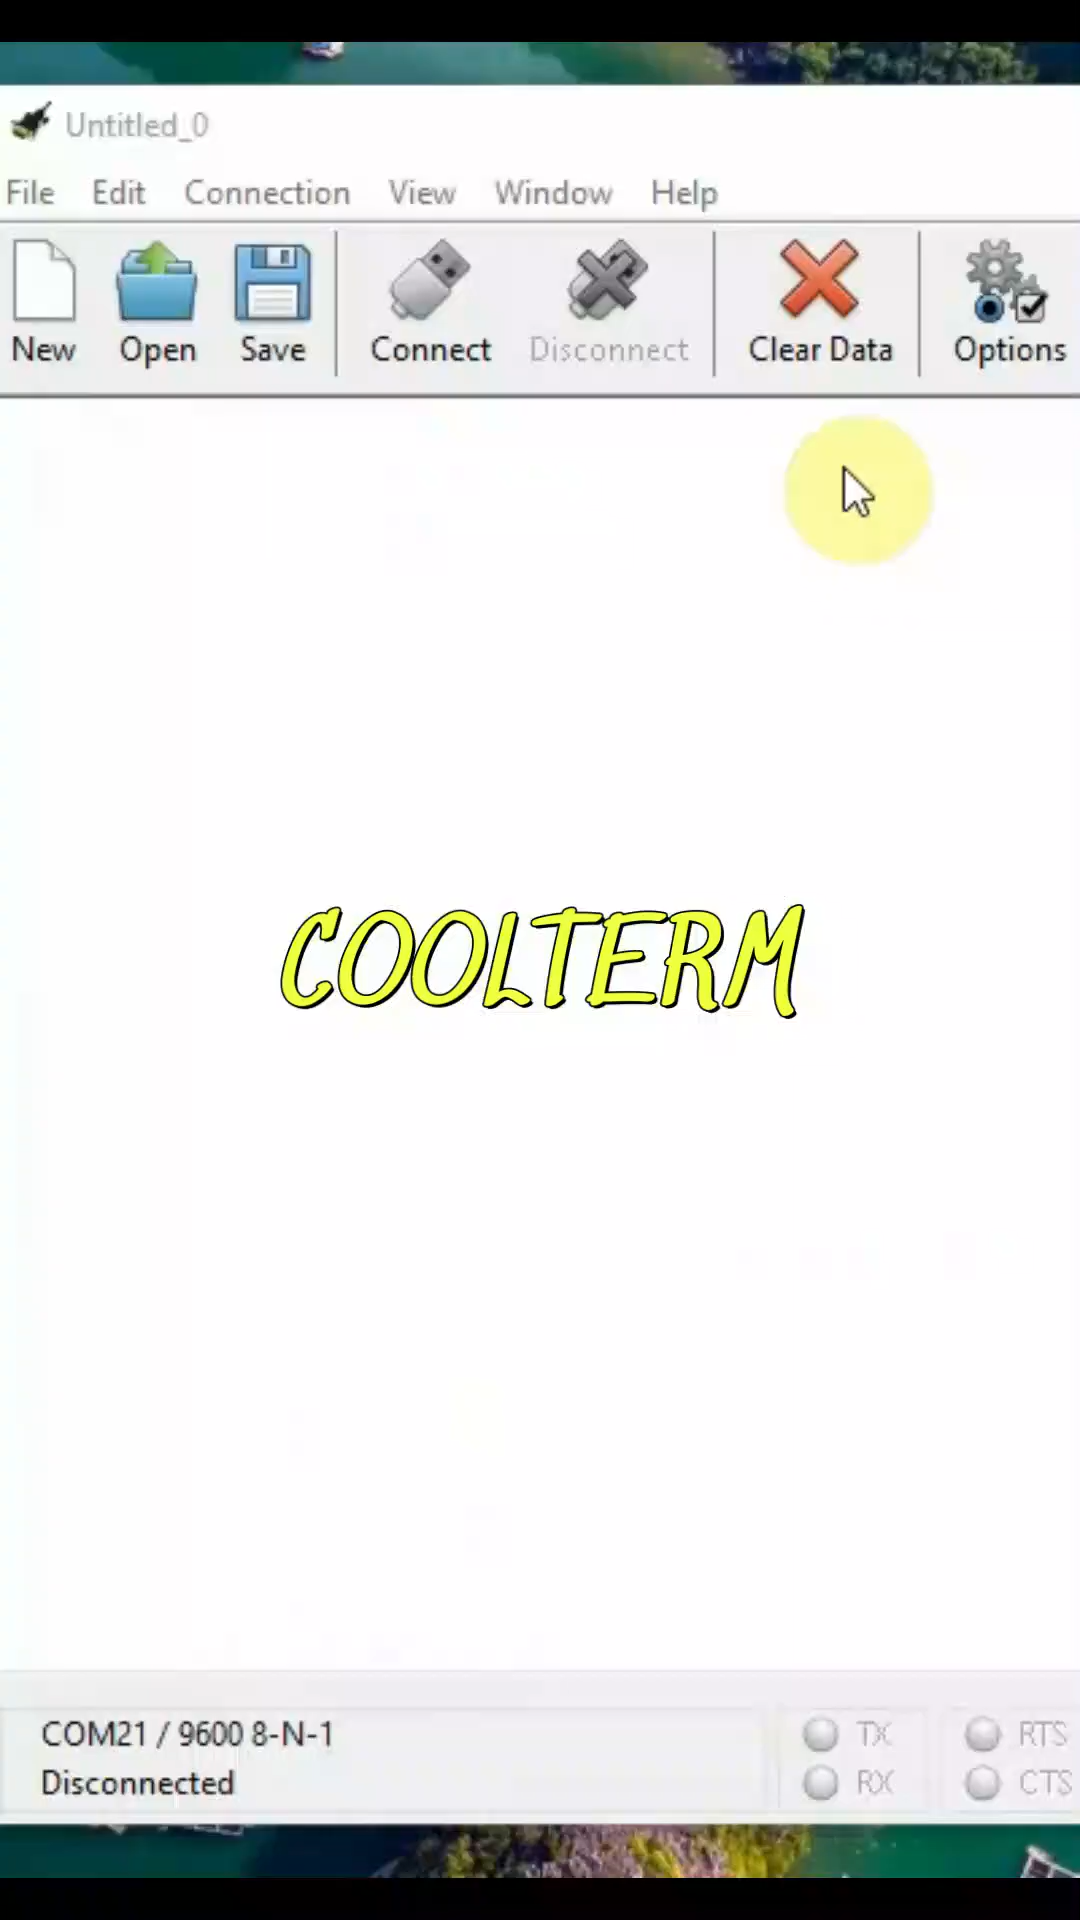 Untitled_0
File Edit Connection View Window Help
New Open Save Connect Disconnect Clear Data Options
COOLTERM
COM21 / 9600 8-N-1
Disconnected
TX
RX
RTS
CTS